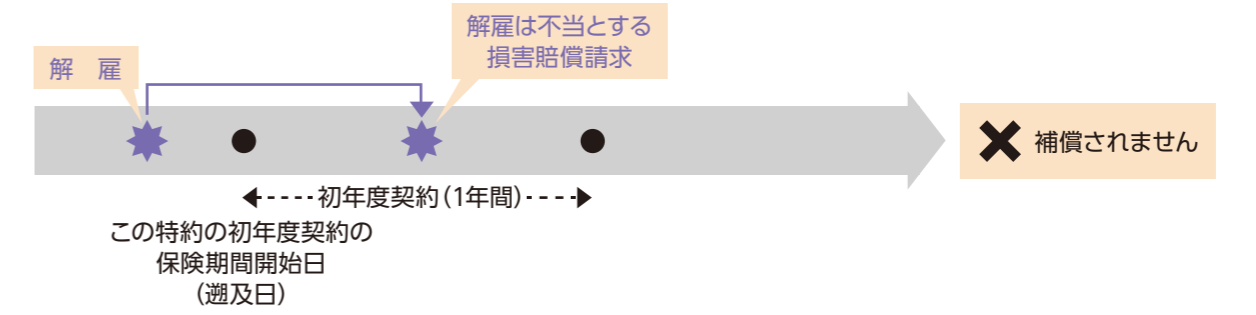 解雇は不当とする
損害賠償請求
解　雇
補償されません
初年度契約(1年間)
この特約の初年度契約の
保険期間開始日
(遡及日)